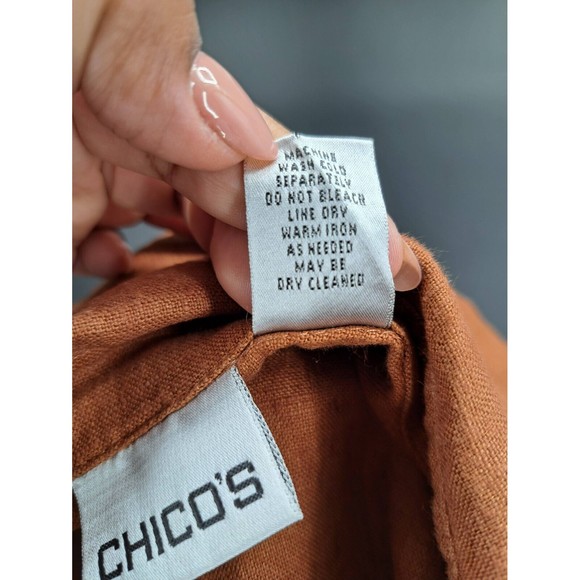 MACHINE
WASH COLD
SEPARATELY
DO NOT BLEACH
LINE DRY
WARM IRON
AS NEEDED
MAY BE
DRY CLEANED
CHICO'S